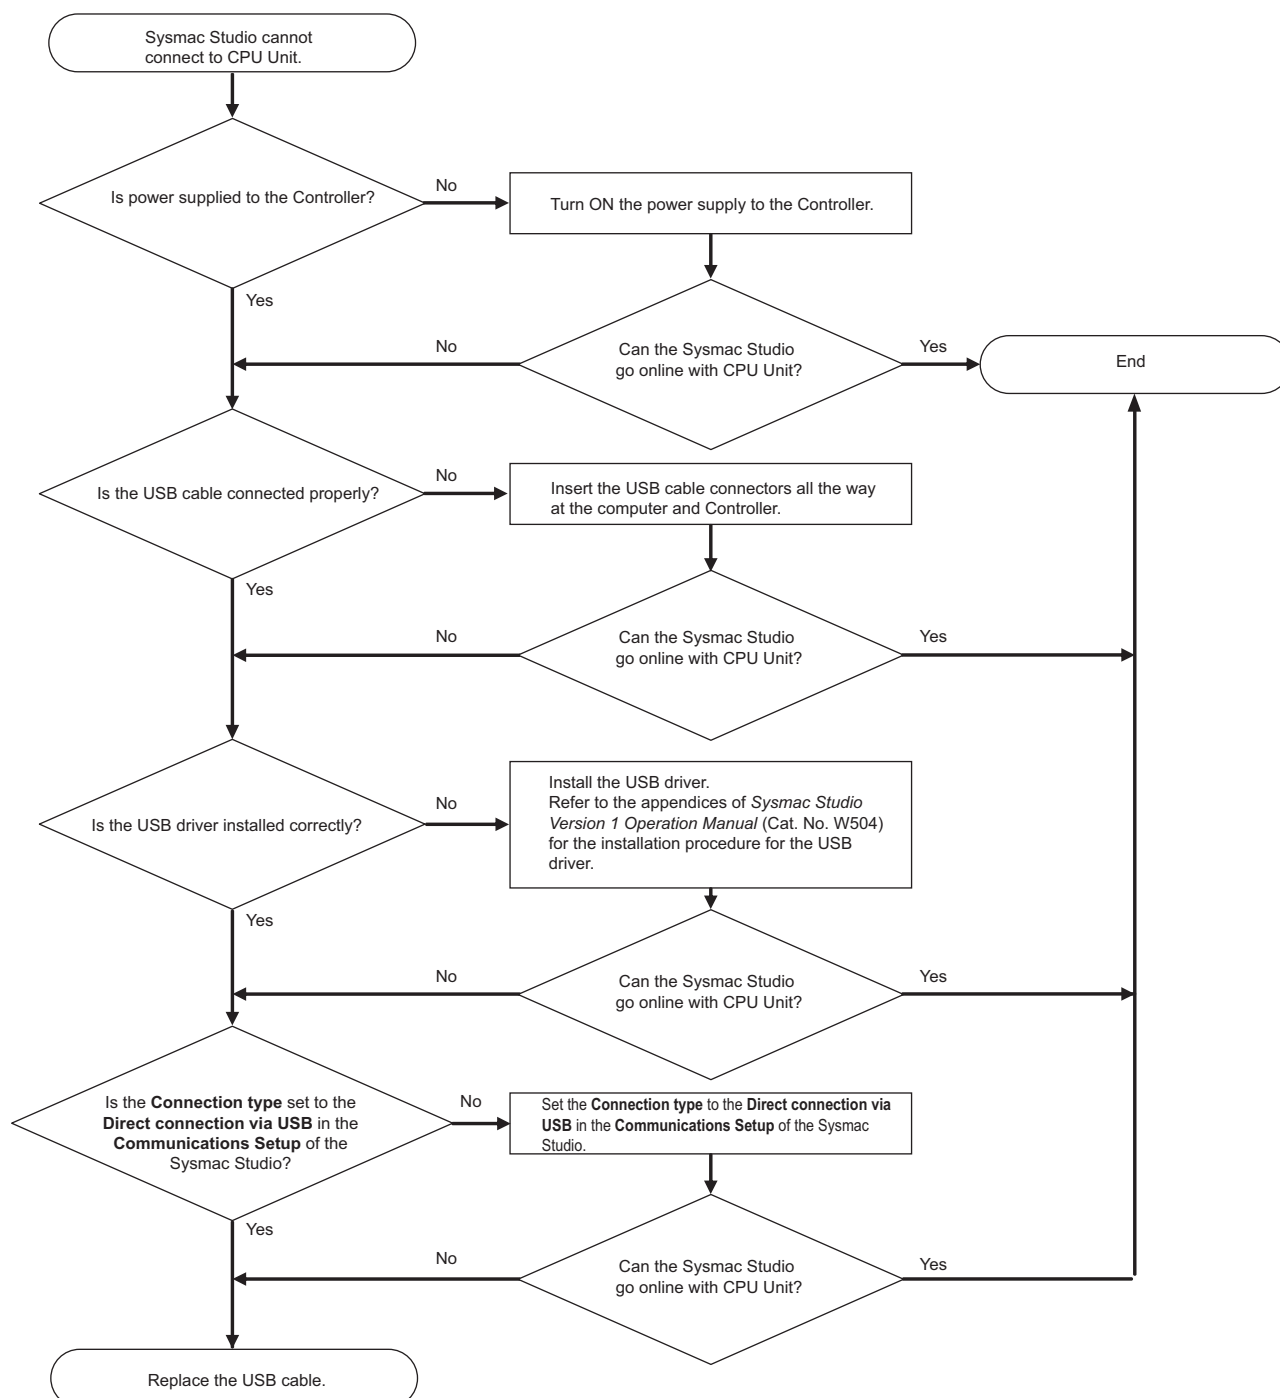 Sysmac Studio cannot
connect to CPU Unit.
Is power supplied to the Controller?
No
Turn ON the power supply to the Controller.
Yes
No
Can the Sysmac Studio
go online with CPU Unit?
Yes
End
Is the USB cable connected properly?
No
Insert the USB cable connectors all the way
at the computer and Controller.
Yes
No
Can the Sysmac Studio
go online with CPU Unit?
Yes
Is the USB driver installed correctly?
No
Install the USB driver.
Refer to the appendices of Sysmac Studio
Version 1 Operation Manual (Cat. No. W504)
for the installation procedure for the USB
driver.
Yes
No
Can the Sysmac Studio
go online with CPU Unit?
Yes
Is the Connection type set to the
Direct connection via USB in the
Communications Setup of the
Sysmac Studio?
No
Set the Connection type to the Direct connection via
USB in the Communications Setup of the Sysmac
Studio.
Yes
No
Can the Sysmac Studio
go online with CPU Unit?
Yes
Replace the USB cable.